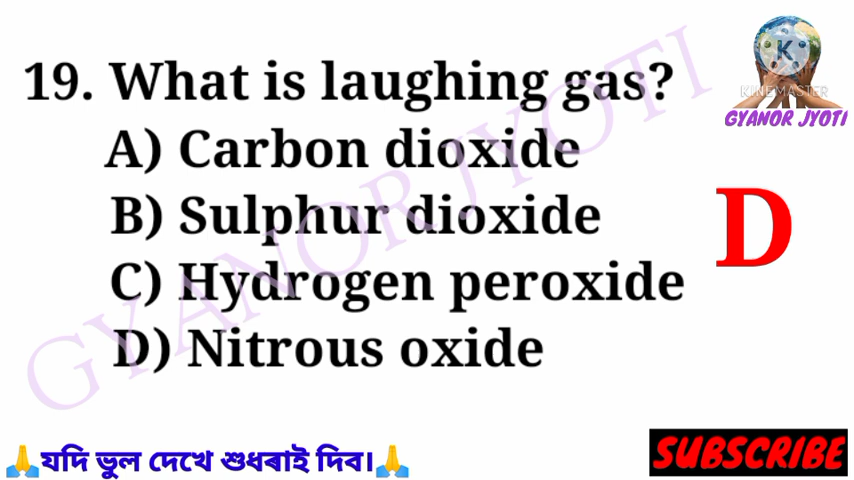 19. What is laughing gas?
A) Carbon dioxide
B) Sulphur dioxide
C) Hydrogen peroxide
D) Nitrous oxide
D
K
KINEMASTER
GYANOR JYOTI
GYANOR JYOTI
🙏যদি ভুল দেখে শুধৰাই দিব।🙏
SUBSCRIBE